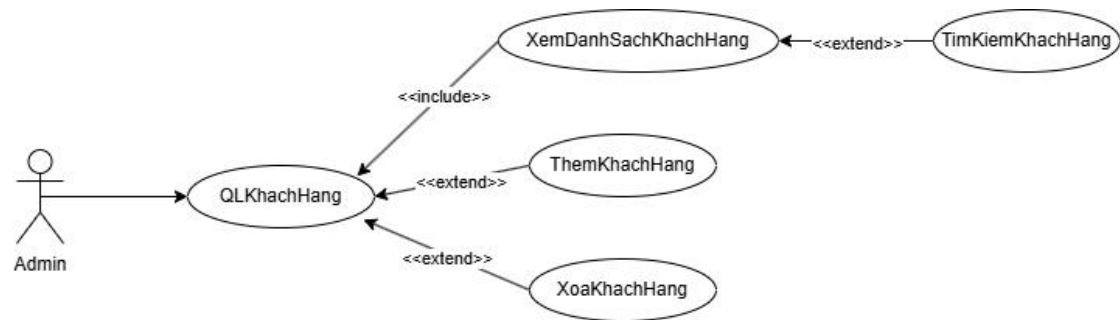 XemDanhSachKhachHang
<<extend>>
TimKiemKhachHang
<<include>>
ThemKhachHang
<<extend>>
QLKhachHang
Admin
<<extend>>
XoaKhachHang